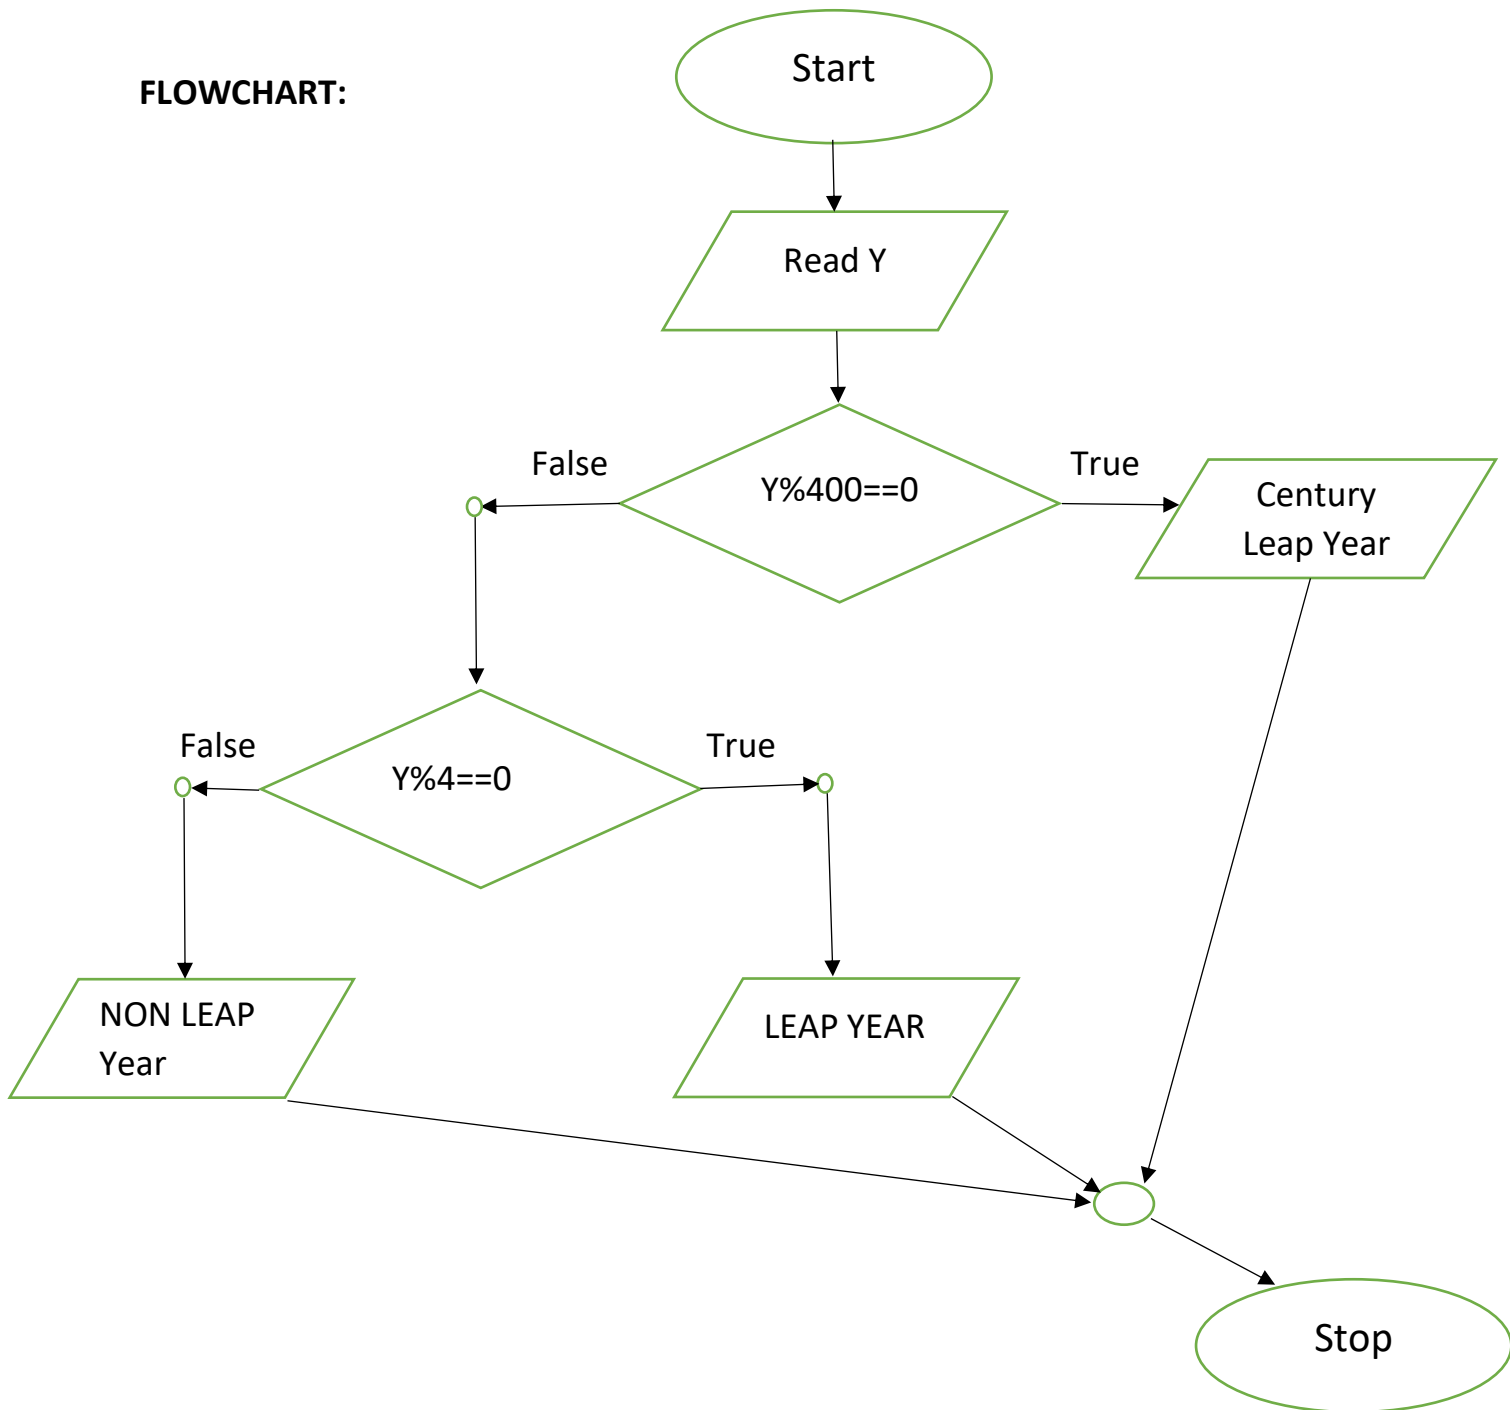 FLOWCHART:
Start
Read Y
False
Y%400==0
True
Century
Leap Year
False
Y%4==0
True
NON LEAP
Year
LEAP YEAR
Stop